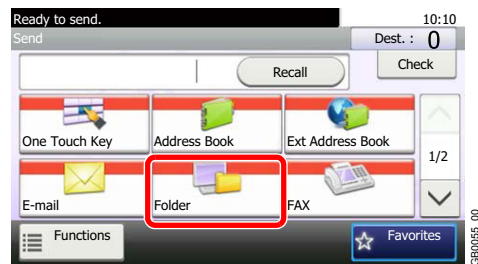 Ready to send.
10:10
Send
Dest. : 0
Recall
Check
One Touch Key
Address Book
Ext Address Book
1/2
E-mail
Folder
FAX
Functions
Favorites
GB0055_00